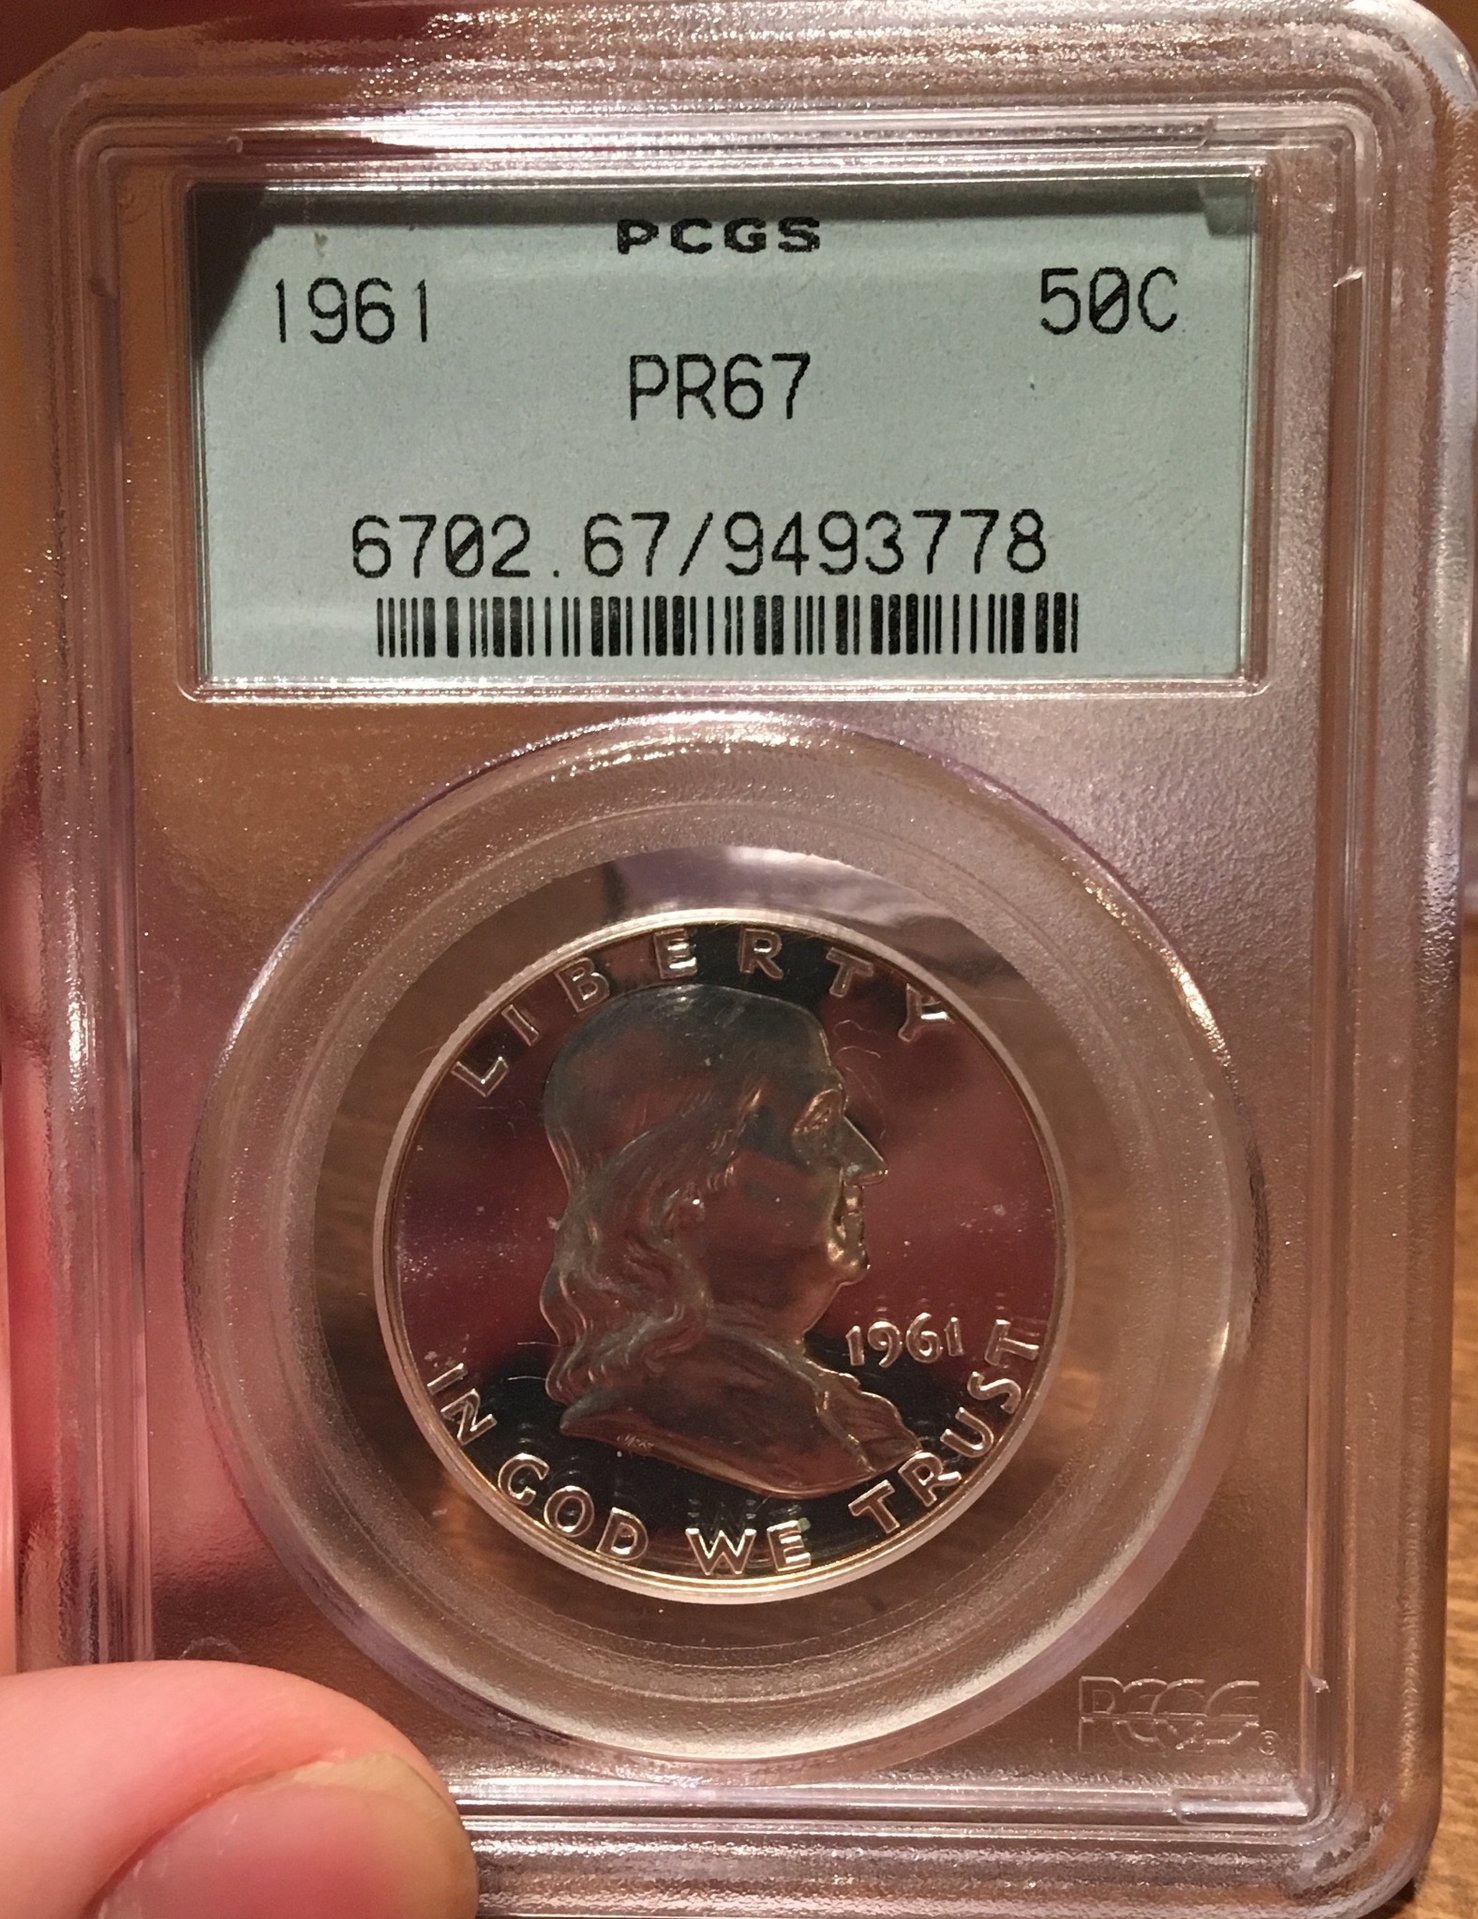 PCGS
1961 50C
PR67
6702.67/9493778
LIBERTY
1961
IN GOD WE TRUST
PCGS